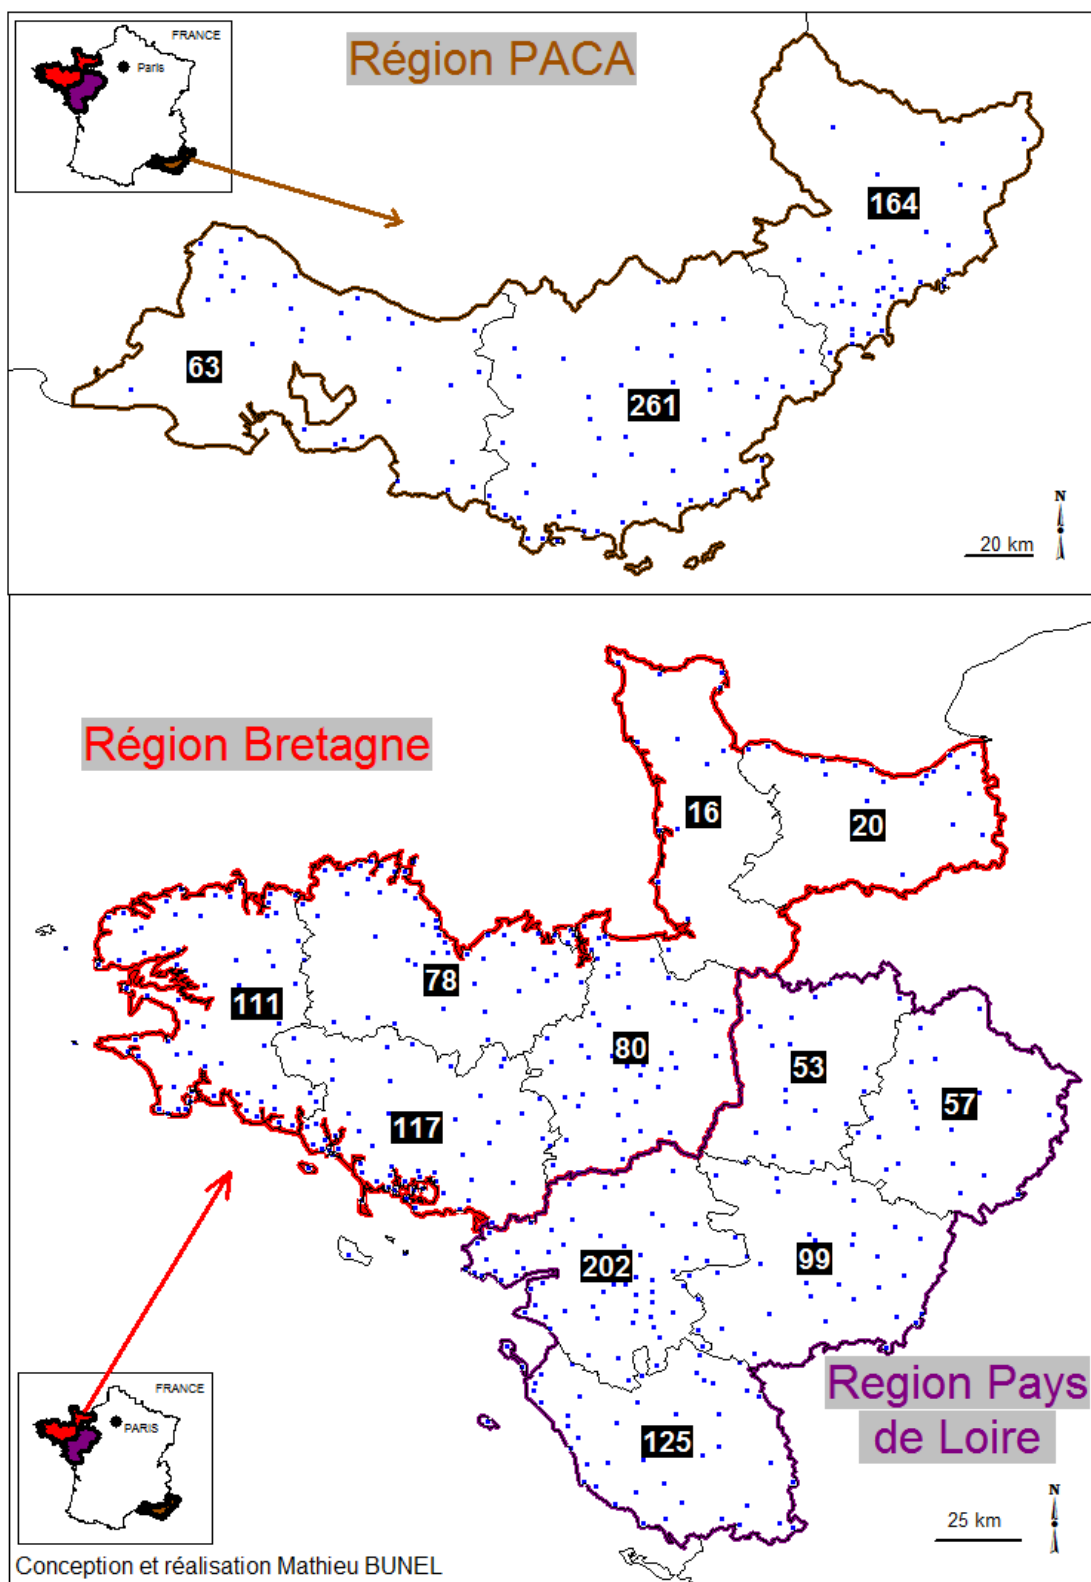 FRANCE
Paris
Région PACA
164
63
261
N
20 km
Région Bretagne
16
20
78
111
80
53
57
117
202
99
Region Pays
de Loire
125
FRANCE
PARIS
N
25 km
Conception et réalisation Mathieu BUNEL